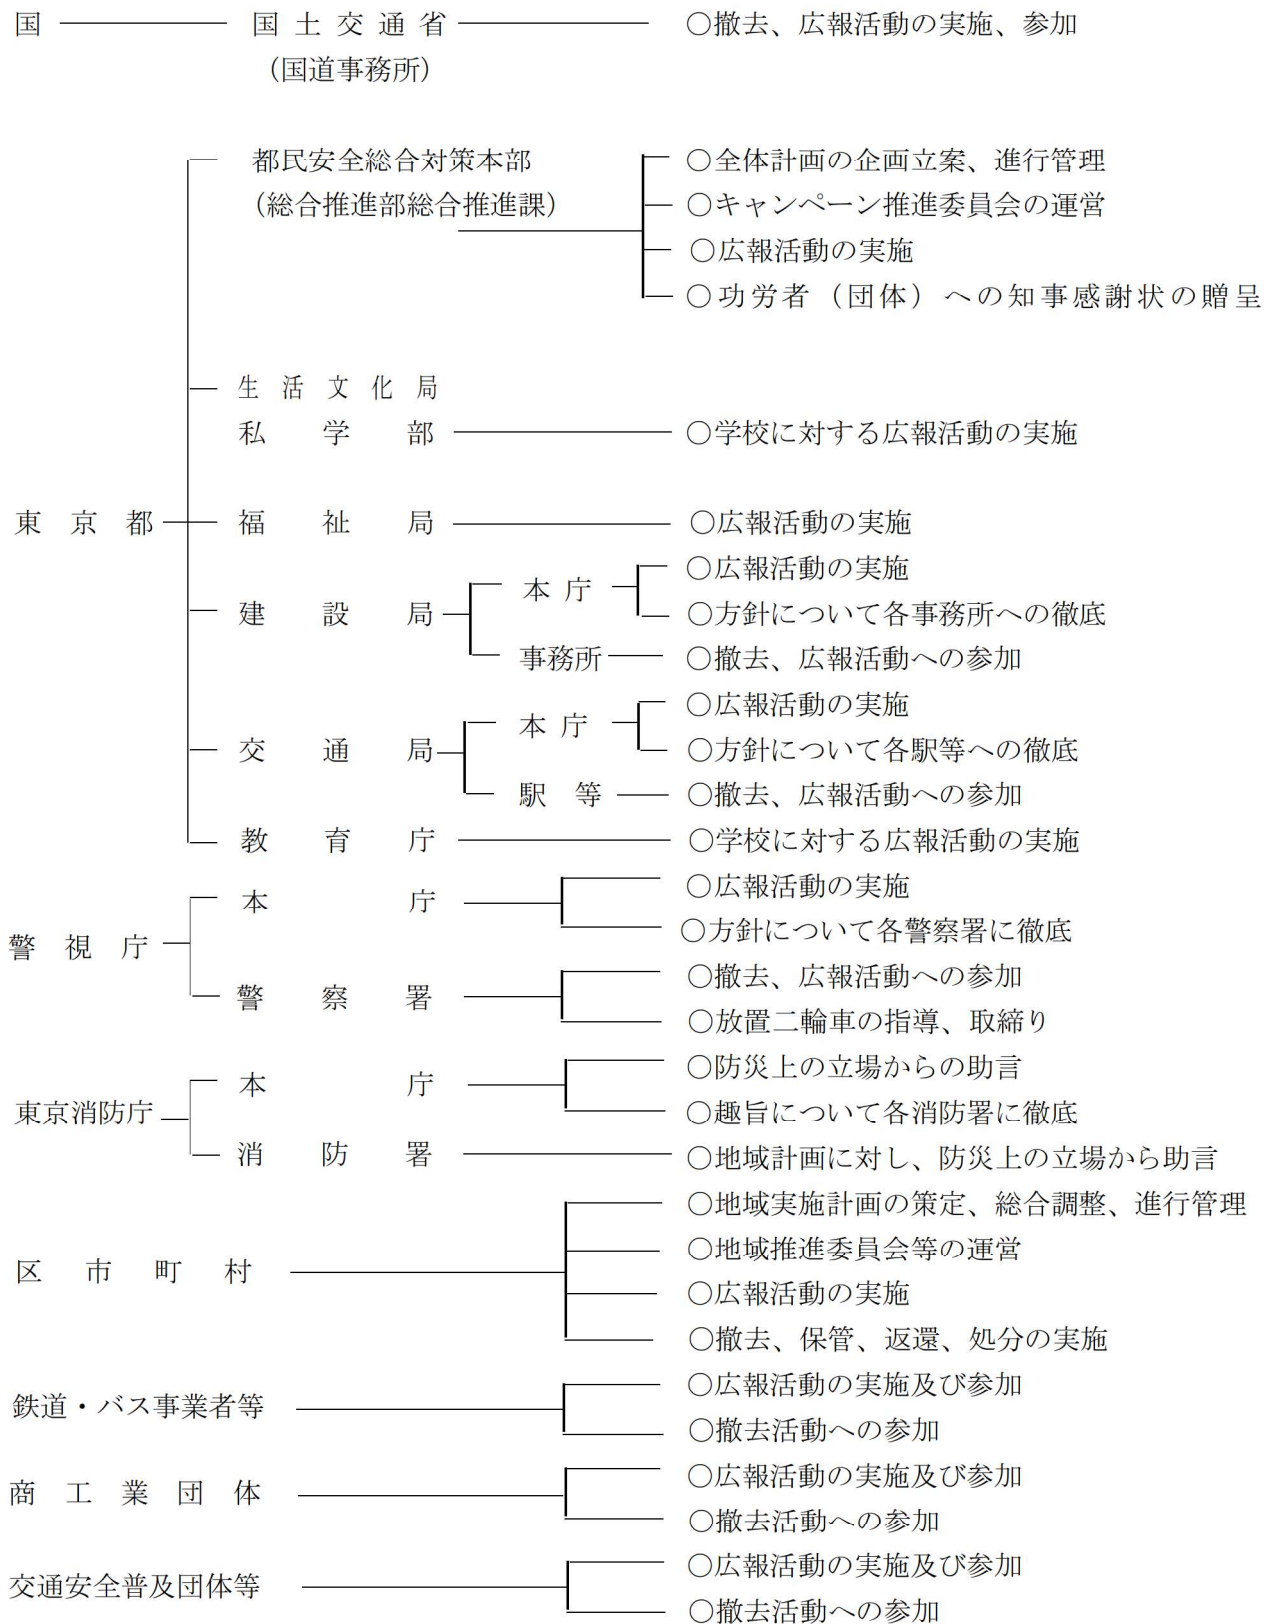 国 国土交通省 ○撤去、広報活動の実施、参加
(国道事務所)
都民安全総合対策本部 ○全体計画の企画立案、進行管理
(総合推進部総合推進課) ○キャンペーン推進委員会の運営
○広報活動の実施
○功労者(団体)への知事感謝状の贈呈
生活文化局
私学部 ○学校に対する広報活動の実施
東京都 福祉局 ○広報活動の実施
○広報活動の実施
本庁
建設局 ○方針について各事務所への徹底
事務所 ○撤去、広報活動への参加
○広報活動の実施
本庁
交通局 ○方針について各駅等への徹底
駅等 ○撤去、広報活動への参加
教育庁 ○学校に対する広報活動の実施
○広報活動の実施
本庁
○方針について各警察署に徹底
警視庁
○撤去、広報活動への参加
警察署
○放置二輪車の指導、取締り
○防災上の立場からの助言
本庁
東京消防庁 ○趣旨について各消防署に徹底
消防署 ○地域計画に対し、防災上の立場から助言
○地域実施計画の策定、総合調整、進行管理
○地域推進委員会等の運営
区市町村
○広報活動の実施
○撤去、保管、返還、処分の実施
○広報活動の実施及び参加
鉄道・バス事業者等
○撤去活動への参加
○広報活動の実施及び参加
商工業団体
○撤去活動への参加
○広報活動の実施及び参加
交通安全普及団体等
○撤去活動への参加